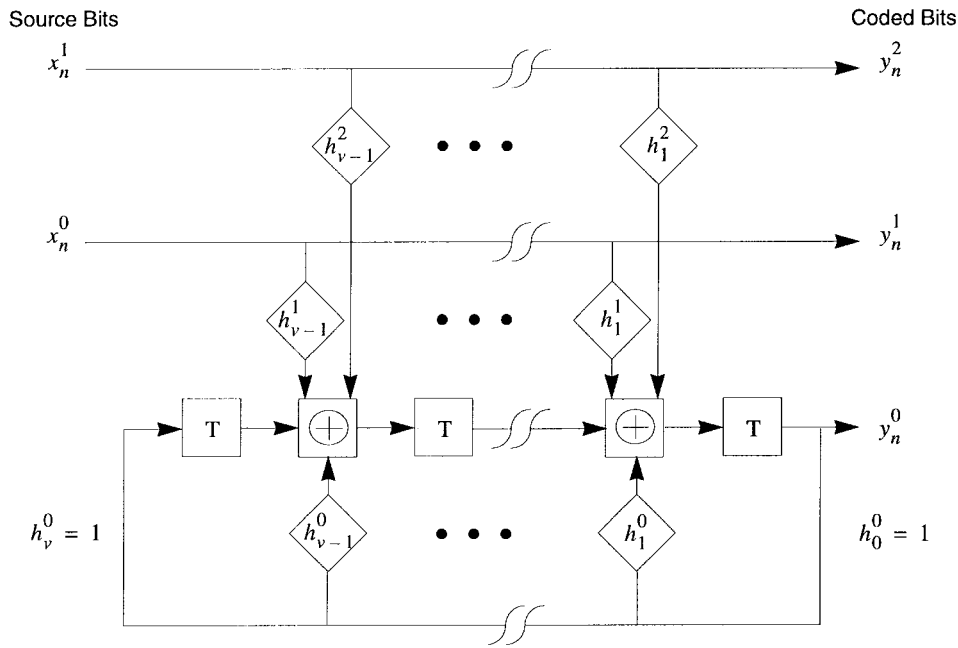 Source Bits Coded Bits
x_n^1 y_n^2
h_{v-1}^2 h_1^2
x_n^0 y_n^1
h_{v-1}^1 h_1^1
T + T + T y_n^0
h_v^0 = 1 h_{v-1}^0 h_1^0 h_0^0 = 1